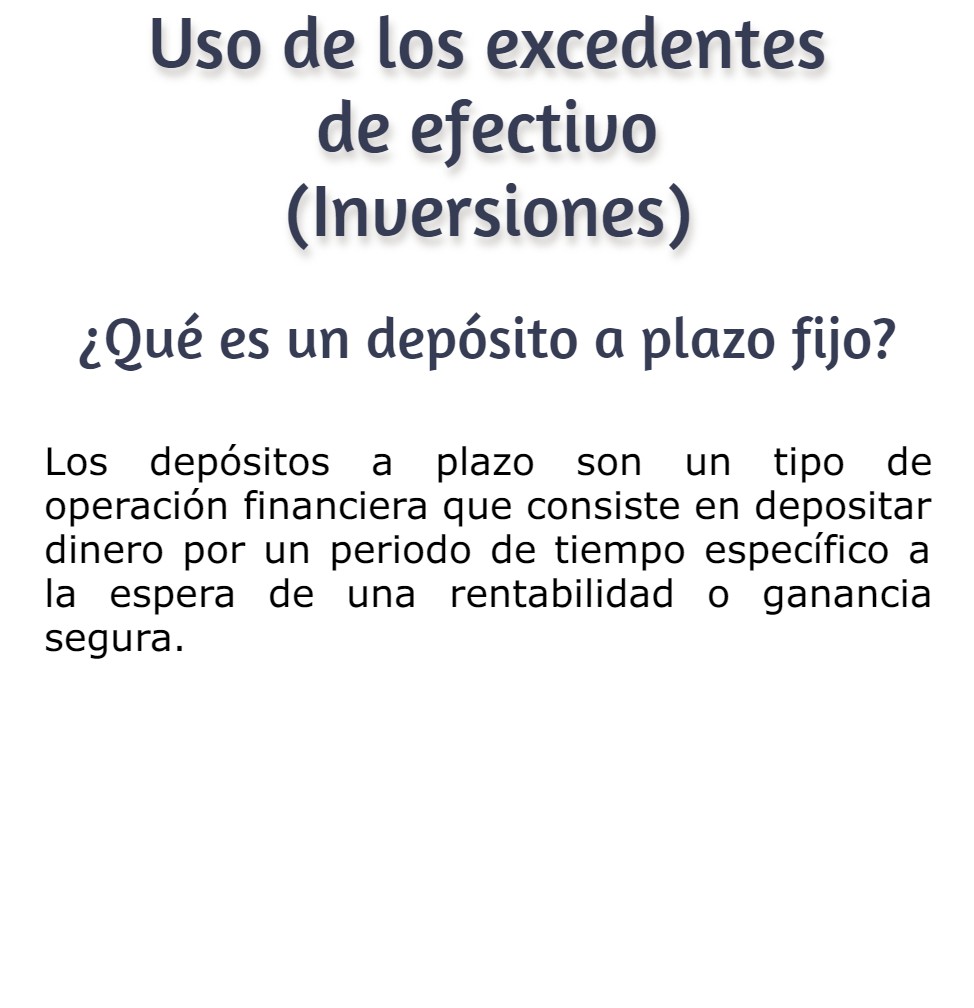 Uso de los excedentes
de efectivo
(Inversiones)
¿Qué es un depósito a plazo fijo?
Los depósitos a plazo son un tipo de
operación financiera que consiste en depositar
dinero por un periodo de tiempo específico a
la espera de una rentabilidad o ganancia
segura.